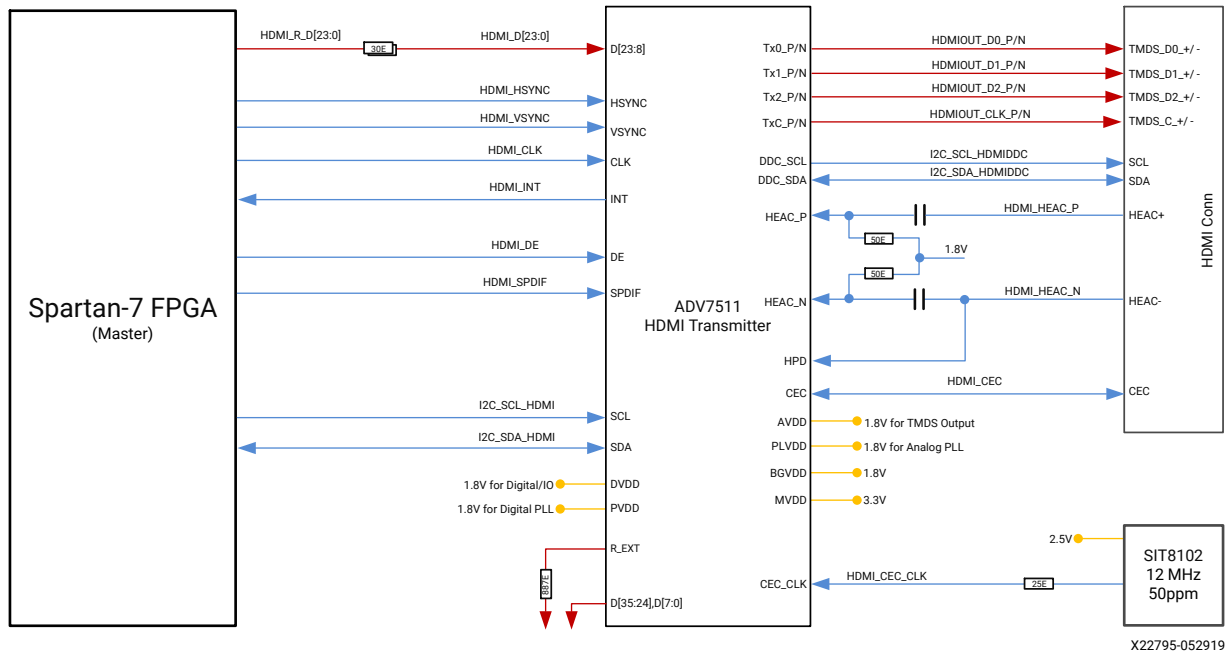 Spartan-7 FPGA
(Master)
HDMI_R_D[23:0]
30E
HDMI_D[23:0]
HDMI_HSYNC
HDMI_VSYNC
HDMI_CLK
HDMI_INT
HDMI_DE
HDMI_SPDIF
I2C_SCL_HDMI
I2C_SDA_HDMI
1.8V for Digital/IO
1.8V for Digital PLL
887E
D[23:8]
HSYNC
VSYNC
CLK
INT
DE
SPDIF
SCL
SDA
DVDD
PVDD
R_EXT
D[35:24],D[7:0]
ADV7511
HDMI Transmitter
Tx0_P/N
Tx1_P/N
Tx2_P/N
TxC_P/N
DDC_SCL
DDC_SDA
HEAC_P
HEAC_N
HPD
CEC
AVDD
PLVDD
BGVDD
MVDD
CEC_CLK
HDMIOUT_D0_P/N
HDMIOUT_D1_P/N
HDMIOUT_D2_P/N
HDMIOUT_CLK_P/N
I2C_SCL_HDMIDDC
I2C_SDA_HDMIDDC
HDMI_HEAC_P
50E
1.8V
50E
HDMI_HEAC_N
HDMI_CEC
1.8V for TMDS Output
1.8V for Analog PLL
1.8V
3.3V
2.5V
HDMI_CEC_CLK
25E
TMDS_D0_+/-
TMDS_D1_+/-
TMDS_D2_+/-
TMDS_C_+/-
SCL
SDA
HEAC+
HEAC-
CEC
HDMI Conn
SIT8102
12 MHz
50ppm
X22795-052919